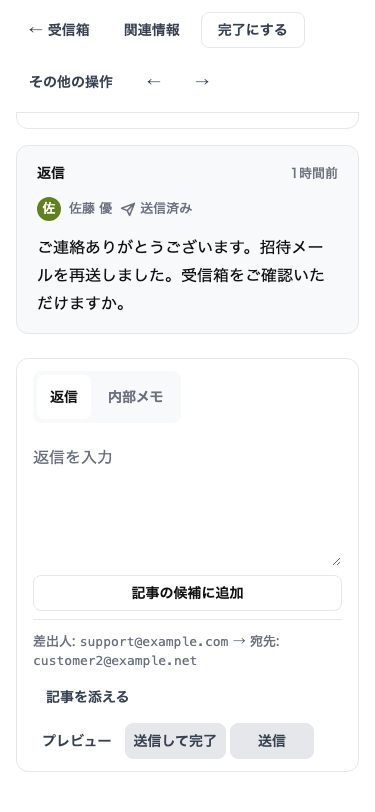 ← 受信箱 関連情報 完了にする
その他の操作 ← →
返信 1時間前
佐 佐藤 優 送信済み
ご連絡ありがとうございます。招待メー
ルを再送しました。受信箱をご確認いた
だけますか。
返信 内部メモ
返信を入力
記事の候補に追加
差出人: support@example.com → 宛先:
customer2@example.net
記事を添える
プレビュー 送信して完了 送信